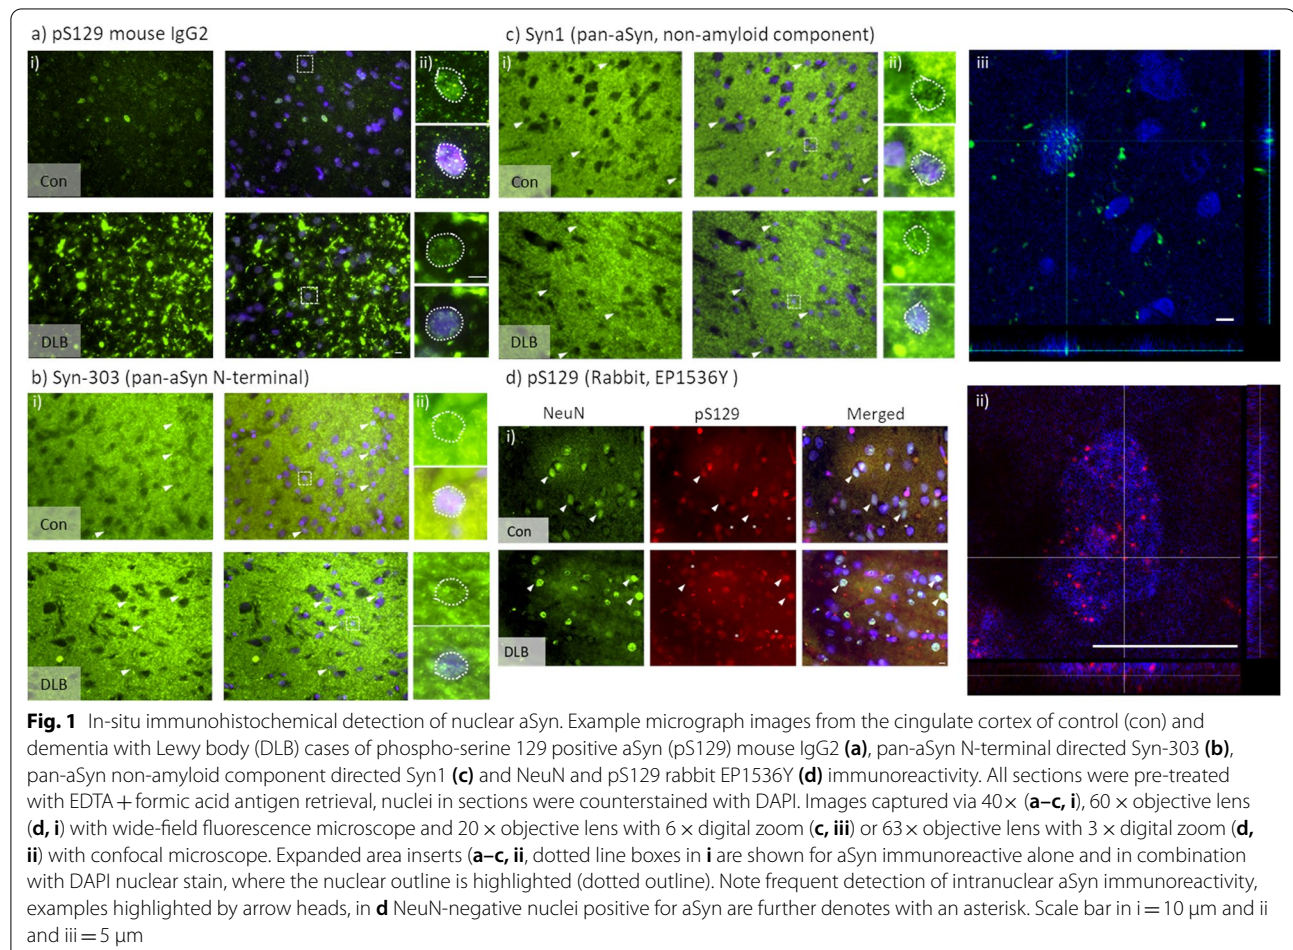 a) pS129 mouse IgG2
i)
ii)
Con
DLB
b) Syn-303 (pan-aSyn N-terminal)
i)
ii)
Con
DLB
c) Syn1 (pan-aSyn, non-amyloid component)
i)
ii)
iii
Con
DLB
d) pS129 (Rabbit, EP1536Y )
NeuN
pS129
Merged
i)
ii)
Con
DLB
Fig. 1 In-situ immunohistochemical detection of nuclear aSyn. Example micrograph images from the cingulate cortex of control (con) and
dementia with Lewy body (DLB) cases of phospho-serine 129 positive aSyn (pS129) mouse IgG2 (a), pan-aSyn N-terminal directed Syn-303 (b),
pan-aSyn non-amyloid component directed Syn1 (c) and NeuN and pS129 rabbit EP1536Y (d) immunoreactivity. All sections were pre-treated
with EDTA + formic acid antigen retrieval, nuclei in sections were counterstained with DAPI. Images captured via 40× (a–c, i), 60 × objective lens
(d, i) with wide-field fluorescence microscope and 20 × objective lens with 6 × digital zoom (c, iii) or 63× objective lens with 3 × digital zoom (d,
ii) with confocal microscope. Expanded area inserts (a–c, ii, dotted line boxes in i are shown for aSyn immunoreactive alone and in combination
with DAPI nuclear stain, where the nuclear outline is highlighted (dotted outline). Note frequent detection of intranuclear aSyn immunoreactivity,
examples highlighted by arrow heads, in d NeuN-negative nuclei positive for aSyn are further denotes with an asterisk. Scale bar in i = 10 µm and ii
and iii = 5 µm